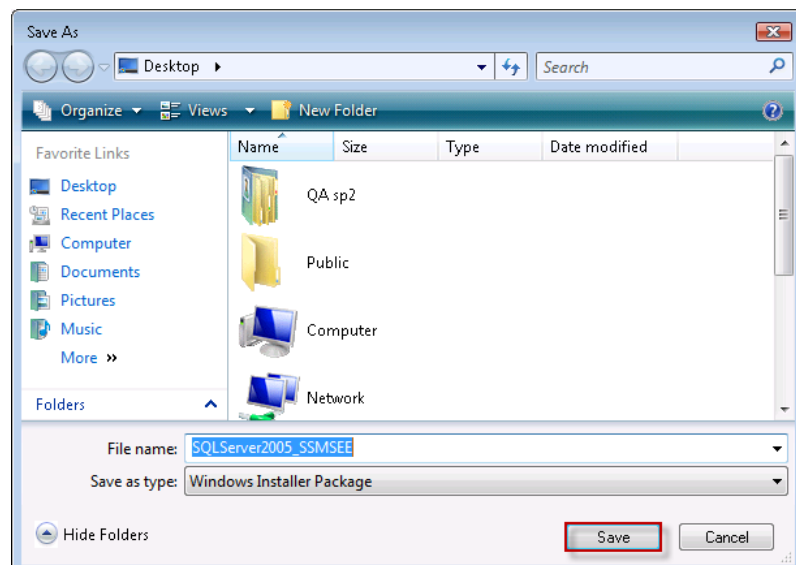 Save As
Desktop
Search
Organize Views New Folder
Favorite Links
Name Size Type Date modified
Desktop
Recent Places
Computer
Documents
Pictures
Music
More »
Folders
QA sp2
Public
Computer
Network
File name: SQLServer2005_SSMSEE
Save as type: Windows Installer Package
Hide Folders
Save Cancel